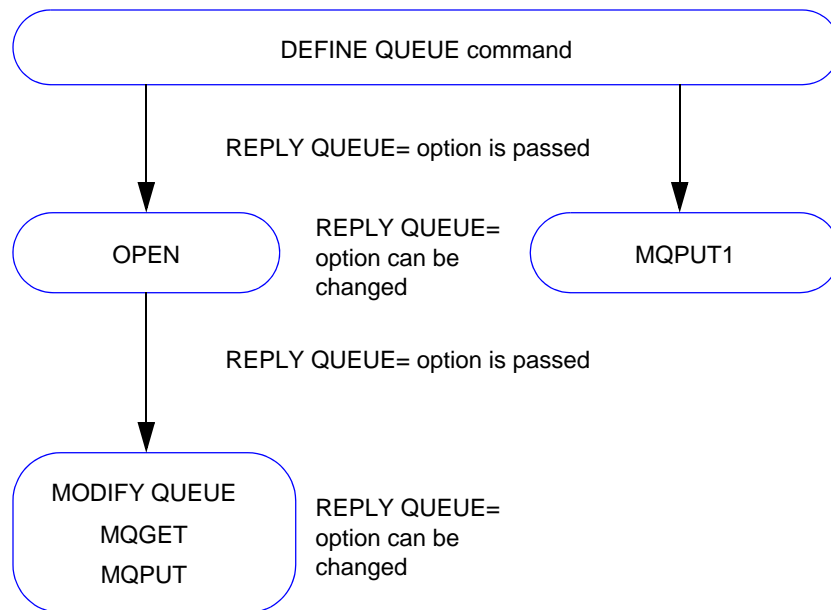 DEFINE QUEUE command
REPLY QUEUE= option is passed
OPEN
REPLY QUEUE=
option can be
changed
MQPUT1
REPLY QUEUE= option is passed
MODIFY QUEUE
MQGET
MQPUT
REPLY QUEUE=
option can be
changed